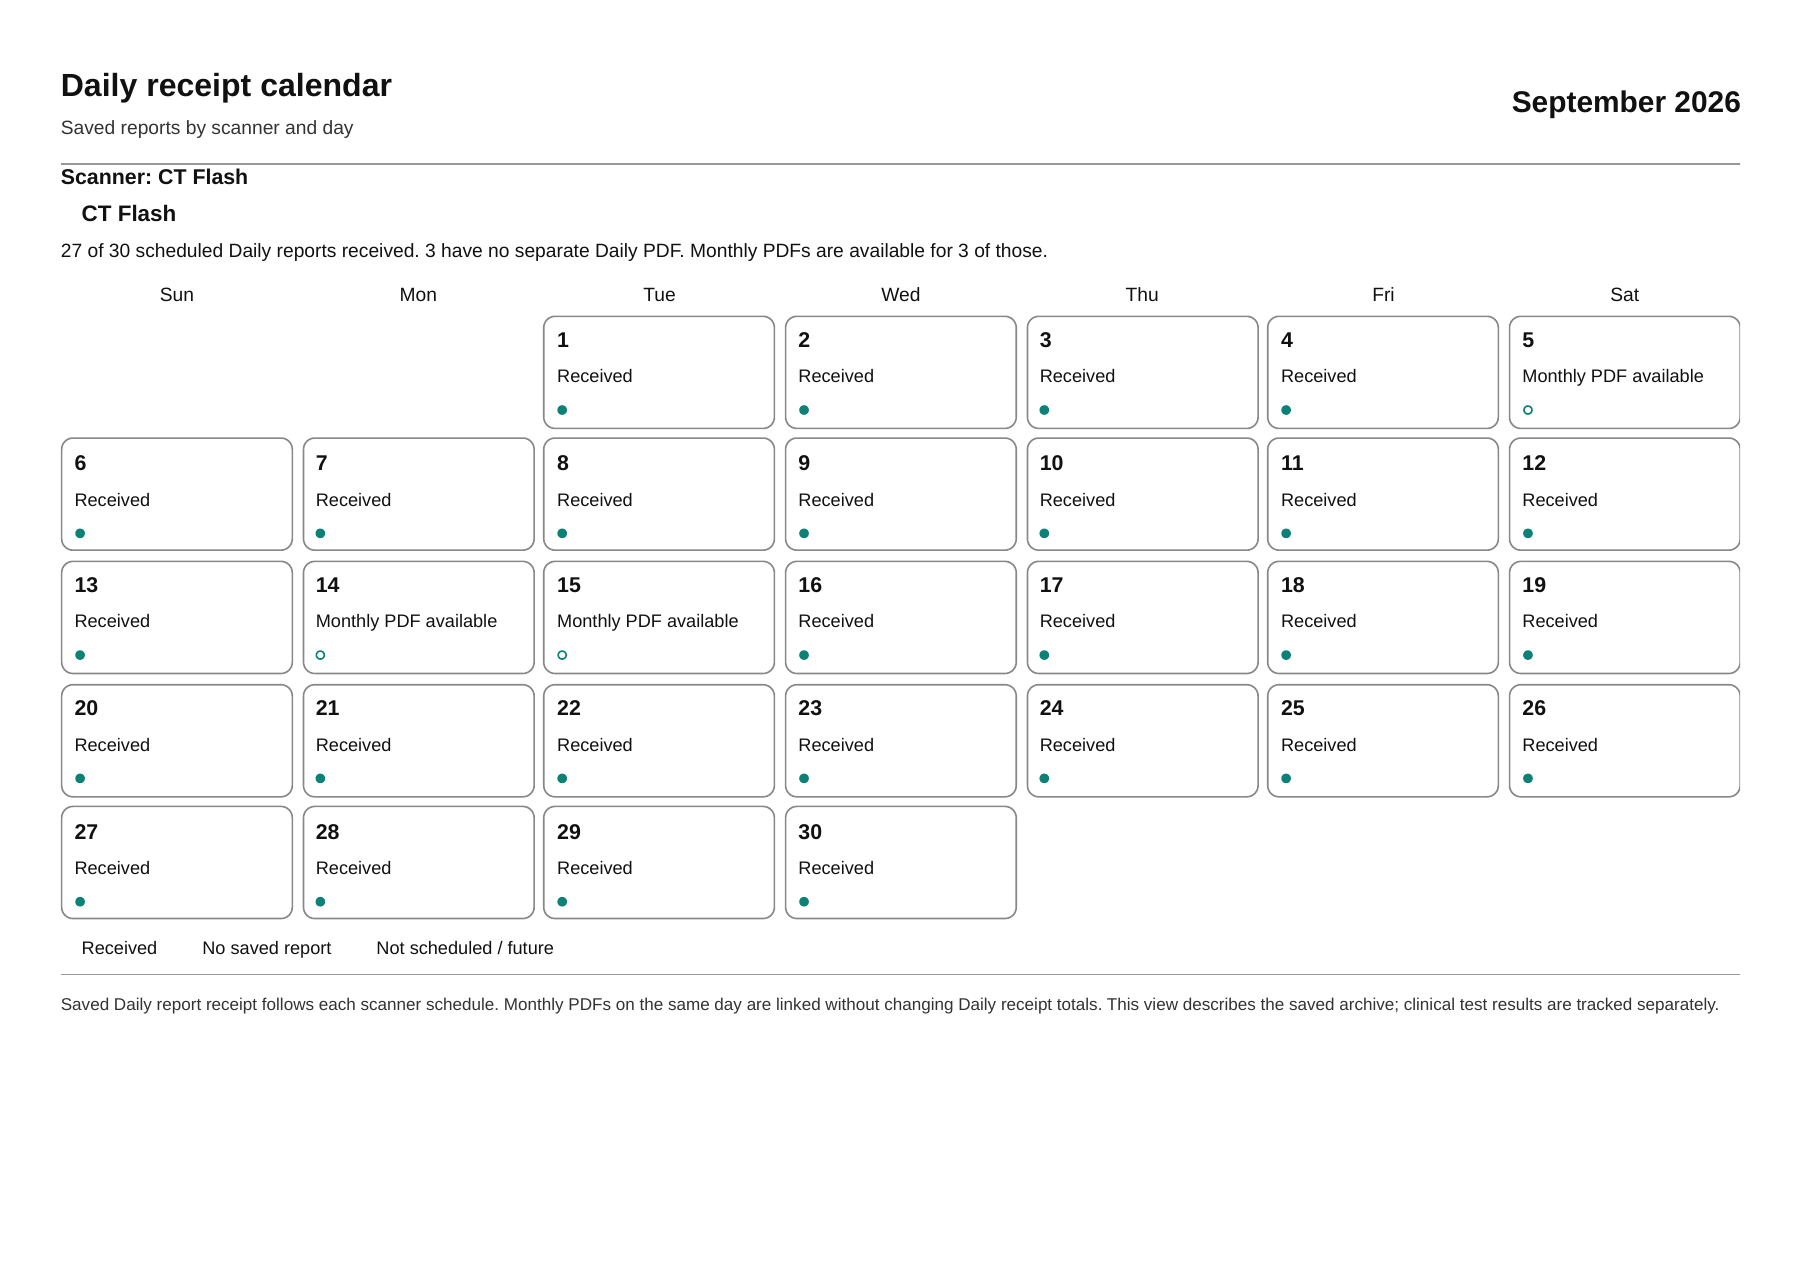 Daily receipt calendar
Saved reports by scanner and day
September 2026
Scanner: CT Flash
CT Flash
27 of 30 scheduled Daily reports received. 3 have no separate Daily PDF. Monthly PDFs are available for 3 of those.
Sun Mon Tue Wed Thu Fri Sat
1 2 3 4 5
Received Received Received Received Monthly PDF available
6 7 8 9 10 11 12
Received Received Received Received Received Received Received
13 14 15 16 17 18 19
Received Monthly PDF available Monthly PDF available Received Received Received Received
20 21 22 23 24 25 26
Received Received Received Received Received Received Received
27 28 29 30
Received Received Received Received
Received No saved report Not scheduled / future
Saved Daily report receipt follows each scanner schedule. Monthly PDFs on the same day are linked without changing Daily receipt totals. This view describes the saved archive; clinical test results are tracked separately.